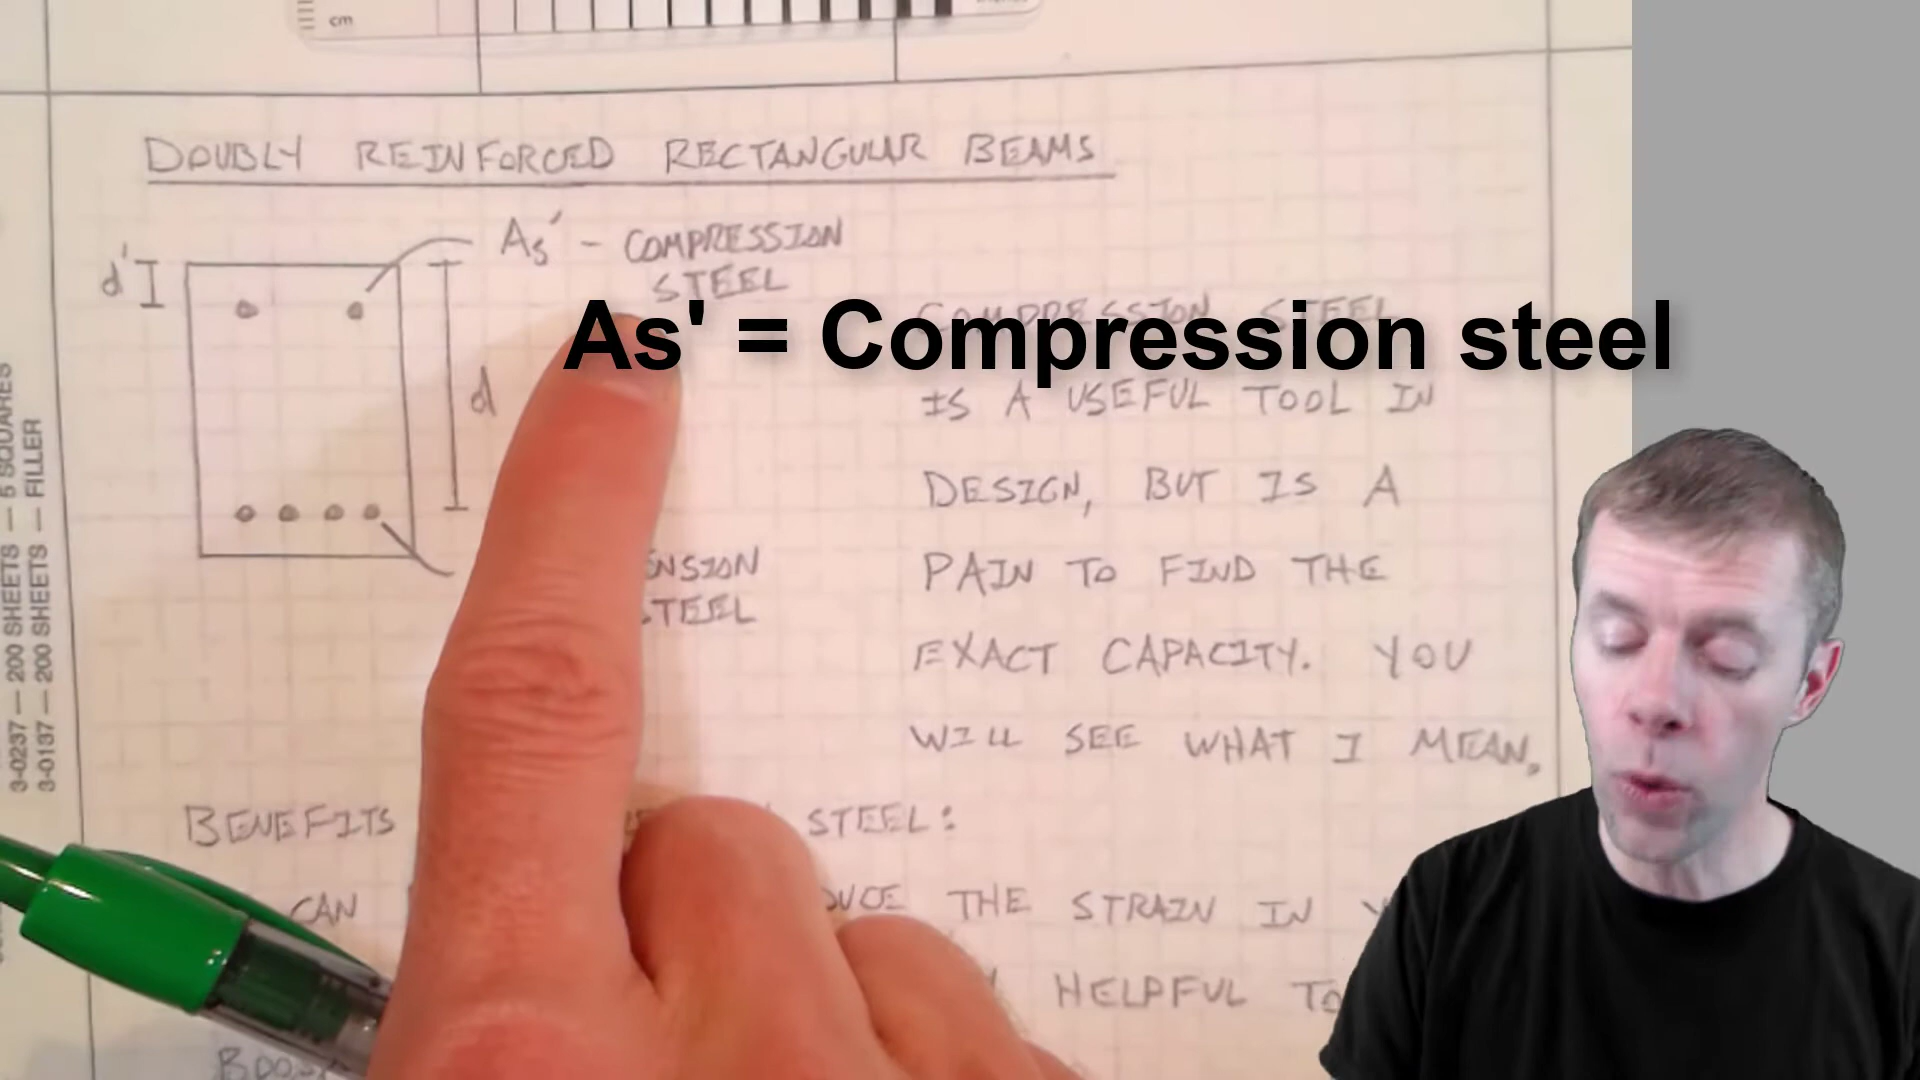 cm
DOUBLY REINFORCED RECTANGULAR BEAMS
As' - COMPRESSION
STEEL
d'
d
As' = Compression steel
COMPRESSION STEEL
IS A USEFUL TOOL IN
DESIGN, BUT IS A
PAIN TO FIND THE
EXACT CAPACITY. YOU
WILL SEE WHAT I MEAN.
STEEL
BENEFITS STEEL:
CAN THE STRAIN IN
HELPFUL TO
3-0237 — 200 SHEETS — 5 SQUARES
3-0137 — 200 SHEETS — FILLER